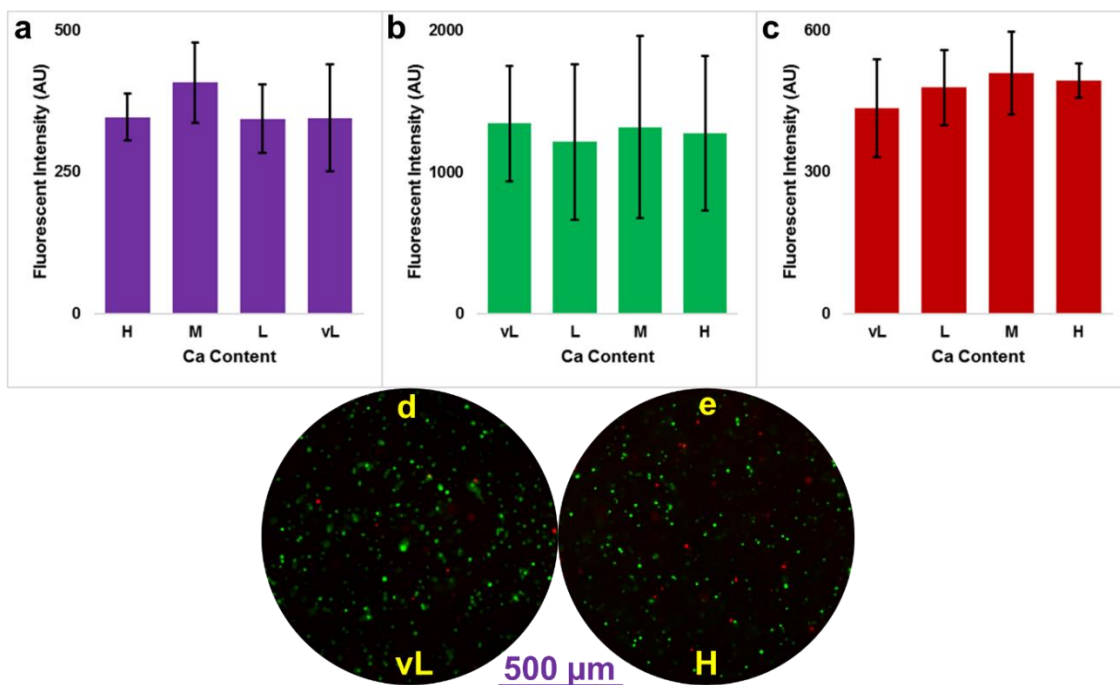 a
500
250
0
Fluorescent Intensity (AU)
H M L vL
Ca Content
b
2000
1000
0
Fluorescent Intensity (AU)
vL L M H
Ca Content
c
600
300
0
Fluorescent Intensity (AU)
vL L M H
Ca Content
d
vL
e
H
500 μm